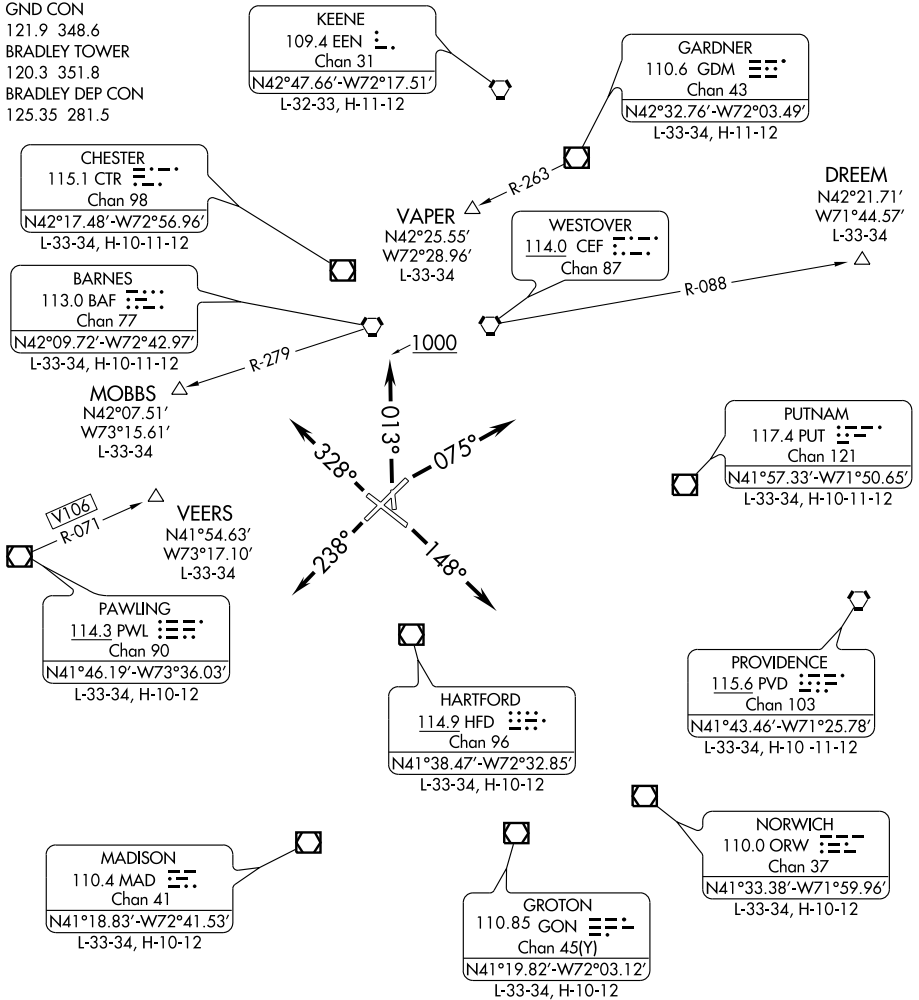 GND CON
121.9 348.6
BRADLEY TOWER
120.3 351.8
BRADLEY DEP CON
125.35 281.5
KEENE
109.4 EEN
Chan 31
N42°47.66'-W72°17.51'
L-32-33, H-11-12
GARDNER
110.6 GDM
Chan 43
N42°32.76'-W72°03.49'
L-33-34, H-11-12
CHESTER
115.1 CTR
Chan 98
N42°17.48'-W72°56.96'
L-33-34, H-10-11-12
R-263
VAPER
N42°25.55'
W72°28.96'
L-33-34
DREEM
N42°21.71'
W71°44.57'
L-33-34
WESTOVER
114.0 CEF
Chan 87
R-088
BARNES
113.0 BAF
Chan 77
N42°09.72'-W72°42.97'
L-33-34, H-10-11-12
R-279
1000
MOBBS
N42°07.51'
W73°15.61'
L-33-34
013°
328°
075°
238°
148°
PUTNAM
117.4 PUT
Chan 121
N41°57.33'-W71°50.65'
L-33-34, H-10-11-12
V106
R-071
VEERS
N41°54.63'
W73°17.10'
L-33-34
PAWLING
114.3 PWL
Chan 90
N41°46.19'-W73°36.03'
L-33-34, H-10-12
HARTFORD
114.9 HFD
Chan 96
N41°38.47'-W72°32.85'
L-33-34, H-10-12
PROVIDENCE
115.6 PVD
Chan 103
N41°43.46'-W71°25.78'
L-33-34, H-10 -11-12
MADISON
110.4 MAD
Chan 41
N41°18.83'-W72°41.53'
L-33-34, H-10-12
GROTON
110.85 GON
Chan 45(Y)
N41°19.82'-W72°03.12'
L-33-34, H-10-12
NORWICH
110.0 ORW
Chan 37
N41°33.38'-W71°59.96'
L-33-34, H-10-12